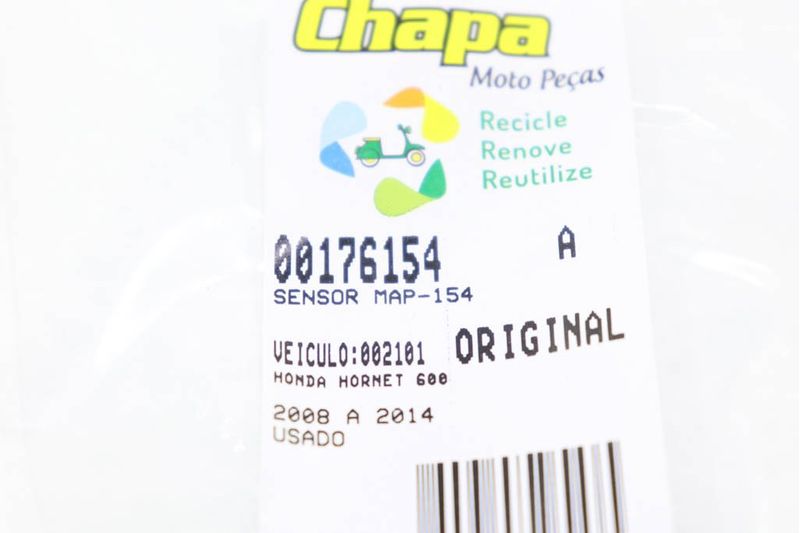 Chapa
Moto Peças
Recicle
Renove
Reutilize
00176154 A
SENSOR MAP-154
VEICULO:002101 ORIGINAL
HONDA HORNET 600
2008 A 2014
USADO